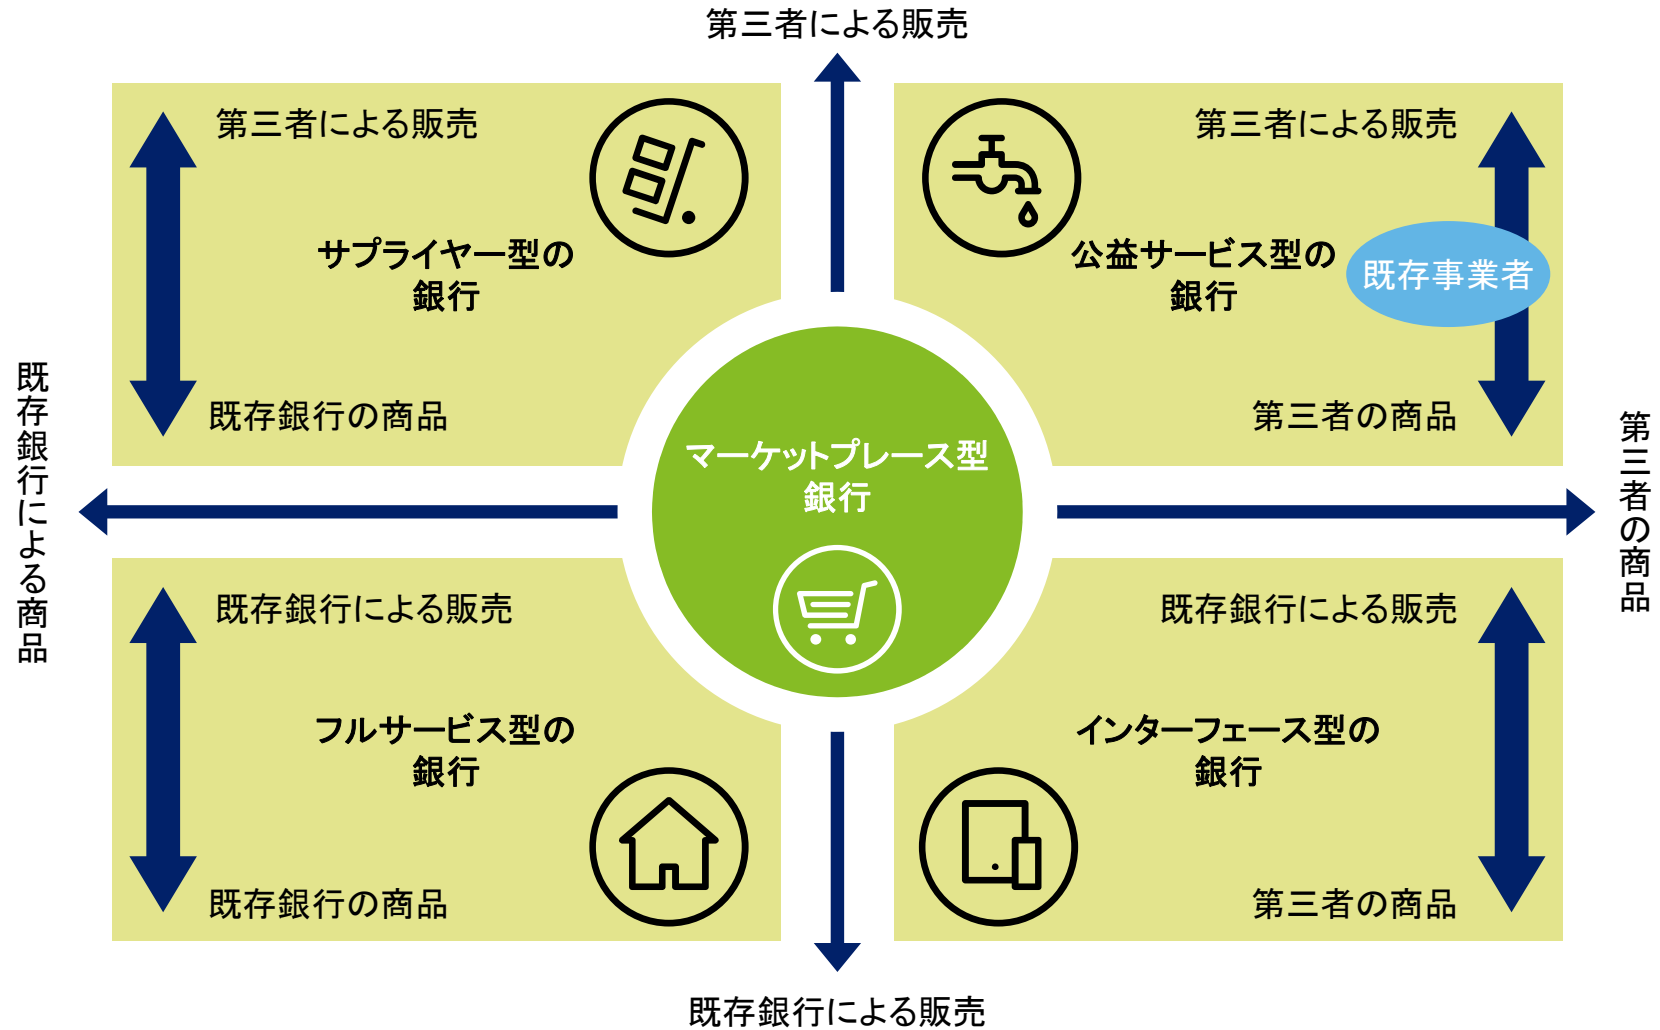 第三者による販売
第三者による販売
サプライヤー型の
銀行
既存銀行の商品
第三者による販売
公益サービス型の
銀行
既存事業者
第三者の商品
既存銀行による商品
マーケットプレース型
銀行
第三者の商品
既存銀行による販売
フルサービス型の
銀行
既存銀行の商品
既存銀行による販売
インターフェース型の
銀行
第三者の商品
既存銀行による販売